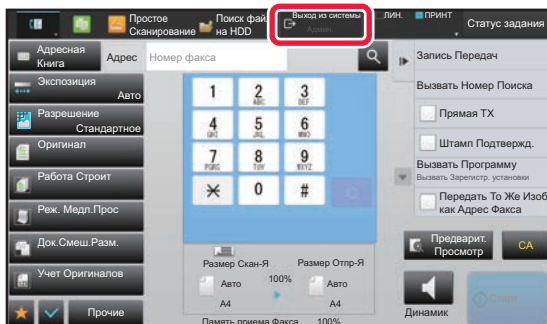 Простое
Сканирование
Поиск фай
на HDD
Выход из системы
Админ.
ЛИН.
ПРИНТ
Статус задания
Адресная
Книга
Адрес
Номер факса
Запись Передач
Экспозиция
Авто
Вызвать Номер Поиска
Разрешение
Стандартное
Прямая TX
Оригинал
Штамп Подтвержд.
Работа Строит
Вызвать Программу
Вызвать Зарегистр. установки
Реж. Медл.Прос
Передать То Же Изоб
как Адрес Факса
Док.Смеш.Разм.
Учет Оригиналов
Прочие
1
2
ABC
3
DEF
4
GHI
5
JKL
6
MNO
7
PQRS
8
TUV
9
WXYZ
0
#
C
Размер Скан-Я
Размер Отпр-Я
Авто
100%
Авто
A4
A4
Память приема Факса
100%
Предварит.
Просмотр
CA
Динамик
Старт